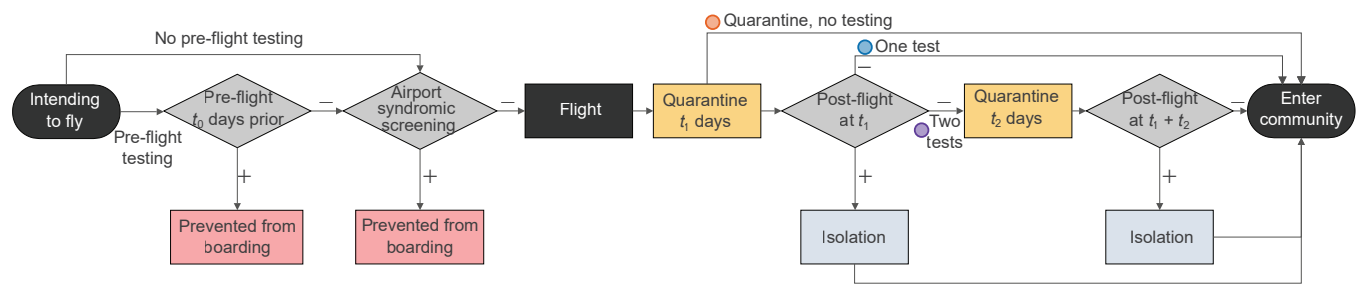 Quarantine, no testing
No pre-flight testing
One test
−
Intending
to fly
Pre-flight
t₀ days prior
−
Airport
syndromic
screening
−
Flight
Quarantine
t₁ days
Post-flight
at t₁
−
Two
tests
Quarantine
t₂ days
Post-flight
at t₁ + t₂
−
Enter
community
Pre-flight
testing
+
+
+
+
Prevented from
boarding
Prevented from
boarding
Isolation
Isolation